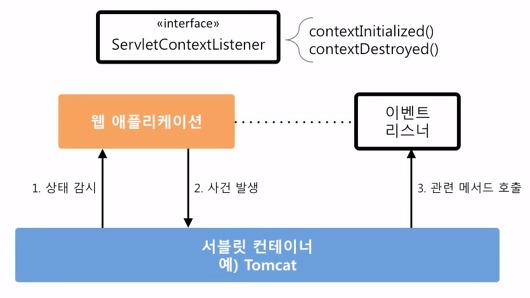 «interface»
ServletContextListener
contextInitialized()
contextDestroyed()
웹 애플리케이션
이벤트
리스너
1. 상태 감시
2. 사건 발생
3. 관련 메서드 호출
서블릿 컨테이너
예) Tomcat